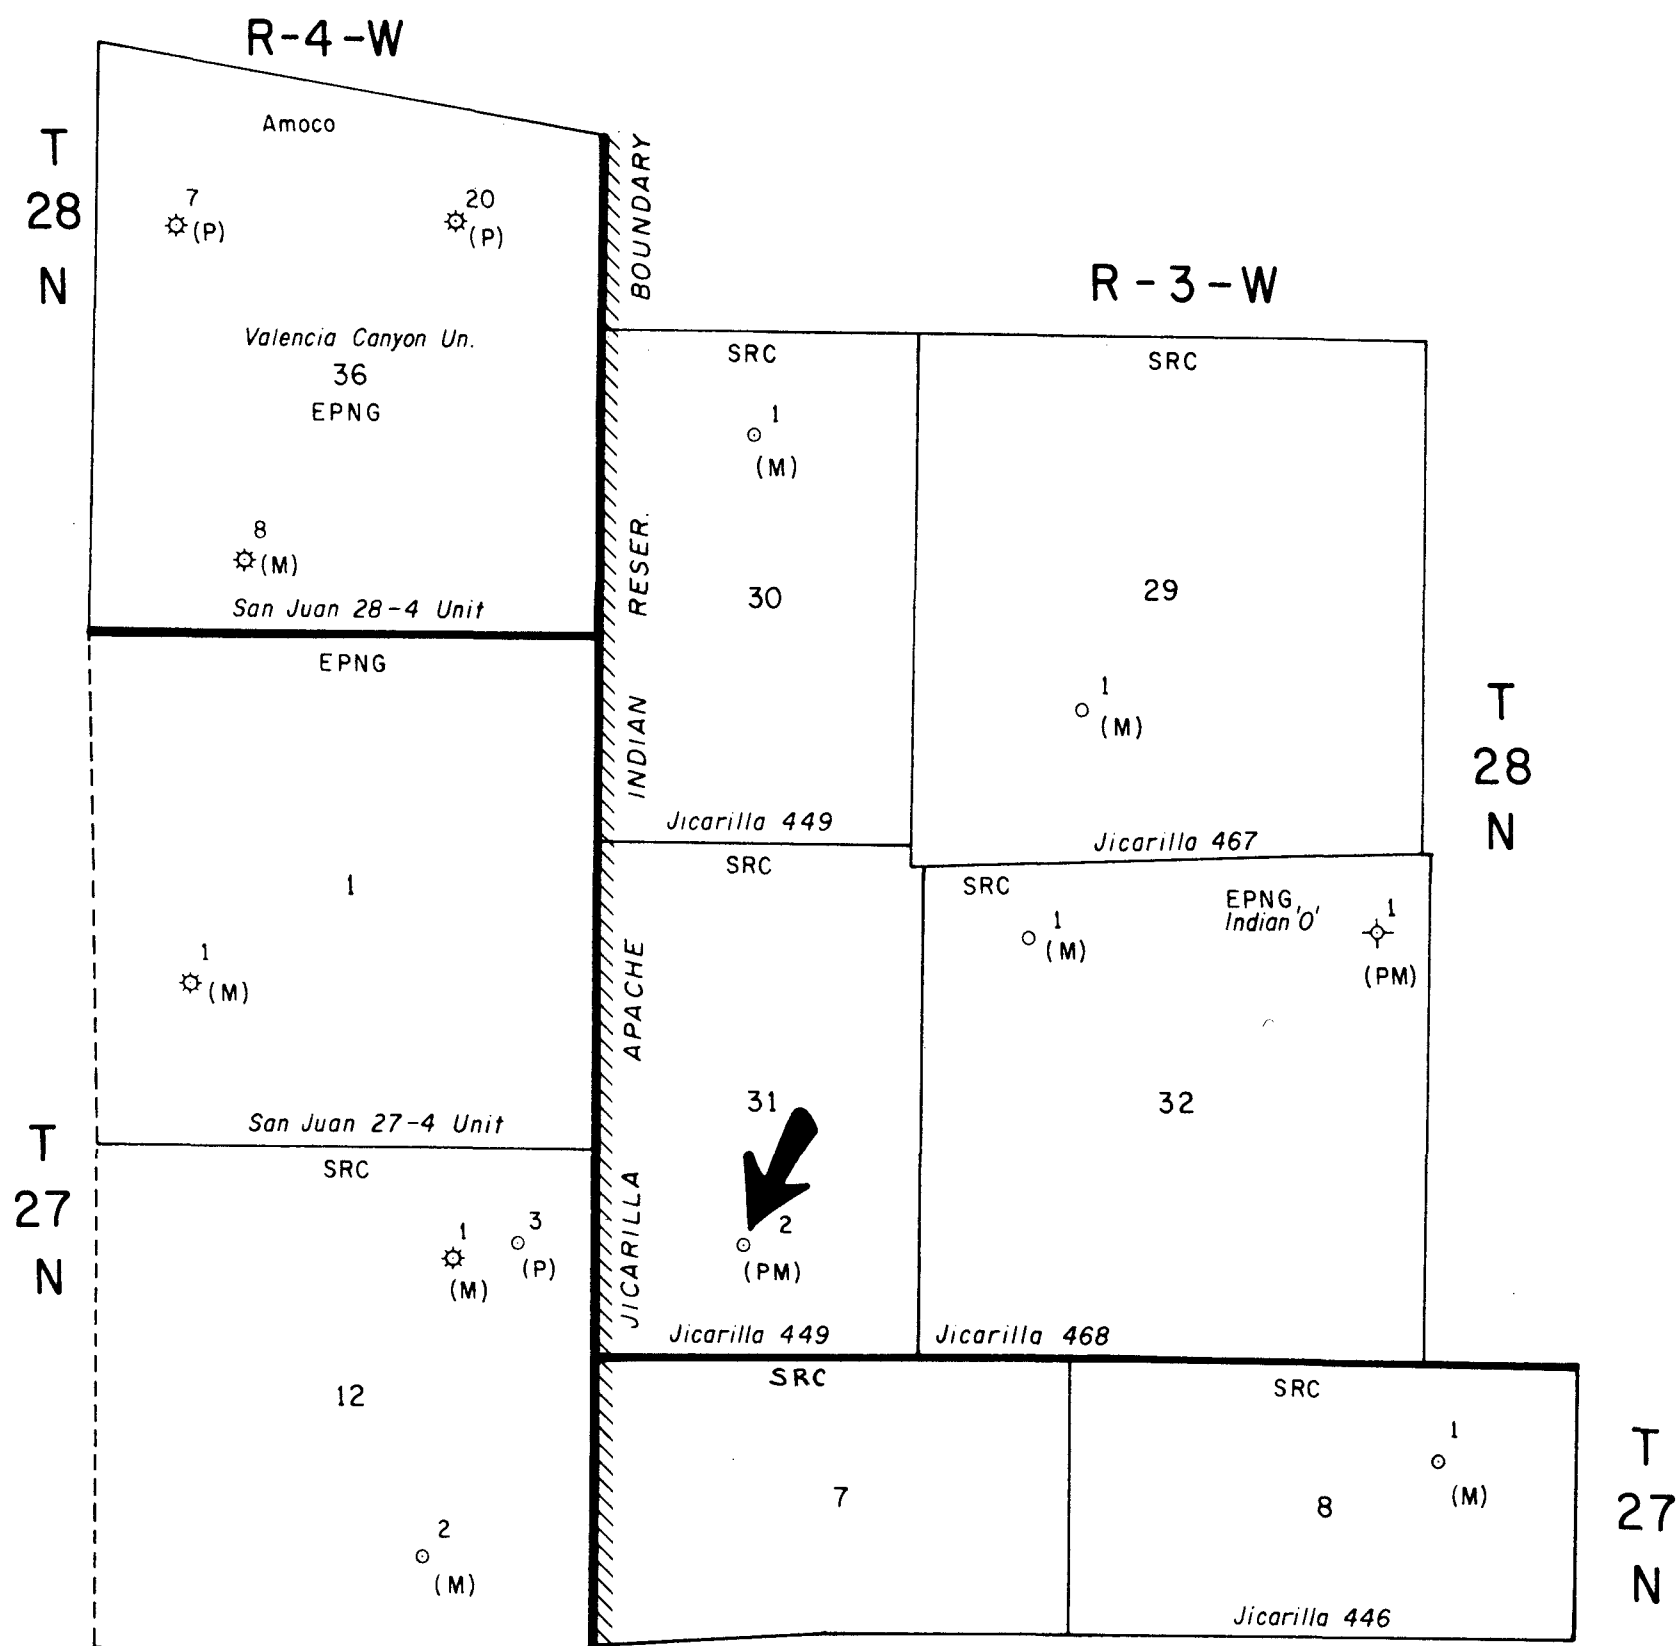 R-4-W
T
28
N
Amoco
7
(P)
20
(P)
Valencia Canyon Un.
36
EPNG
8
(M)
San Juan 28-4 Unit
EPNG
1
1
(M)
San Juan 27-4 Unit
T
27
N
SRC
1
(M)
3
(P)
12
2
(M)
JICARILLA APACHE INDIAN RESER. BOUNDARY
R-3-W
SRC
1
(M)
30
Jicarilla 449
SRC
29
1
(M)
Jicarilla 467
T
28
N
SRC
31
2
(PM)
Jicarilla 449
SRC
1
(M)
EPNG
Indian 'O'
1
(PM)
32
Jicarilla 468
SRC
7
SRC
1
(M)
8
Jicarilla 446
T
27
N